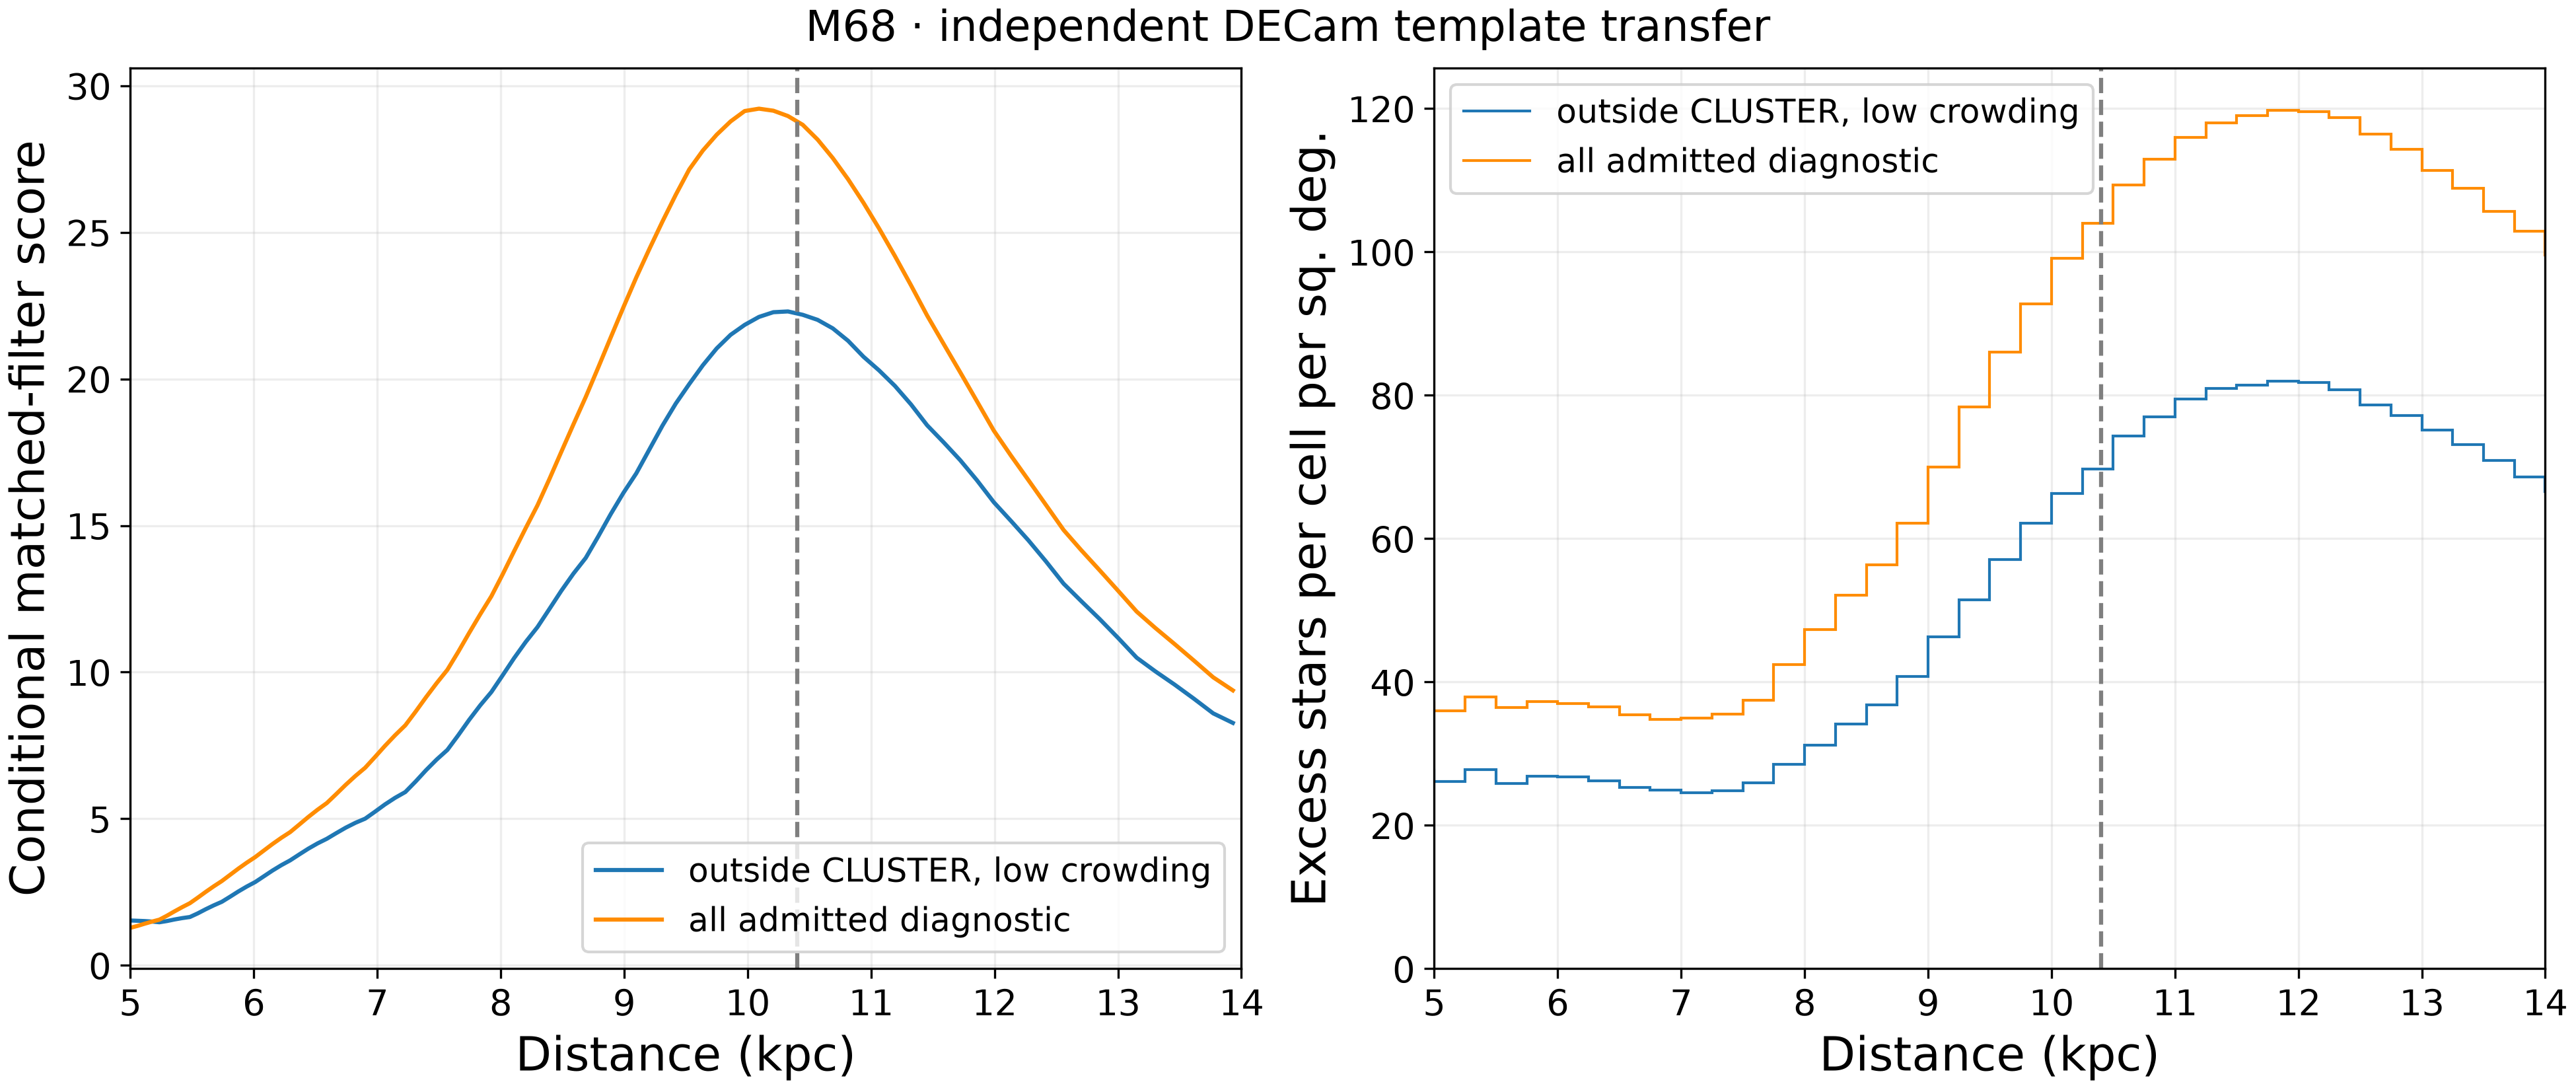 M68 · independent DECam template transfer
Conditional matched-filter score
30
25
20
15
10
5
0
outside CLUSTER, low crowding
all admitted diagnostic
5 6 7 8 9 10 11 12 13 14
Distance (kpc)
Excess stars per cell per sq. deg.
120
100
80
60
40
20
0
outside CLUSTER, low crowding
all admitted diagnostic
5 6 7 8 9 10 11 12 13 14
Distance (kpc)